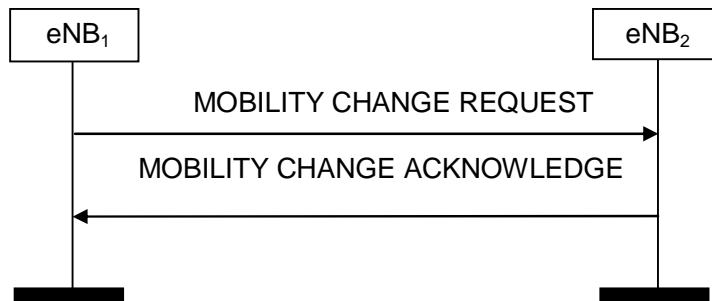 eNB₁ eNB₂
MOBILITY CHANGE REQUEST
MOBILITY CHANGE ACKNOWLEDGE